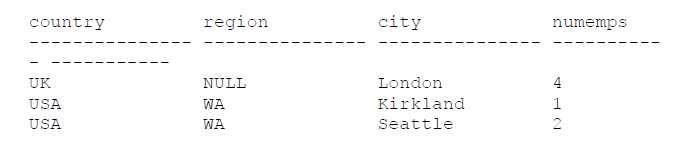 country region city numemps
--------------- --------------- --------------- ----------
- -----------
UK NULL London 4
USA WA Kirkland 1
USA WA Seattle 2